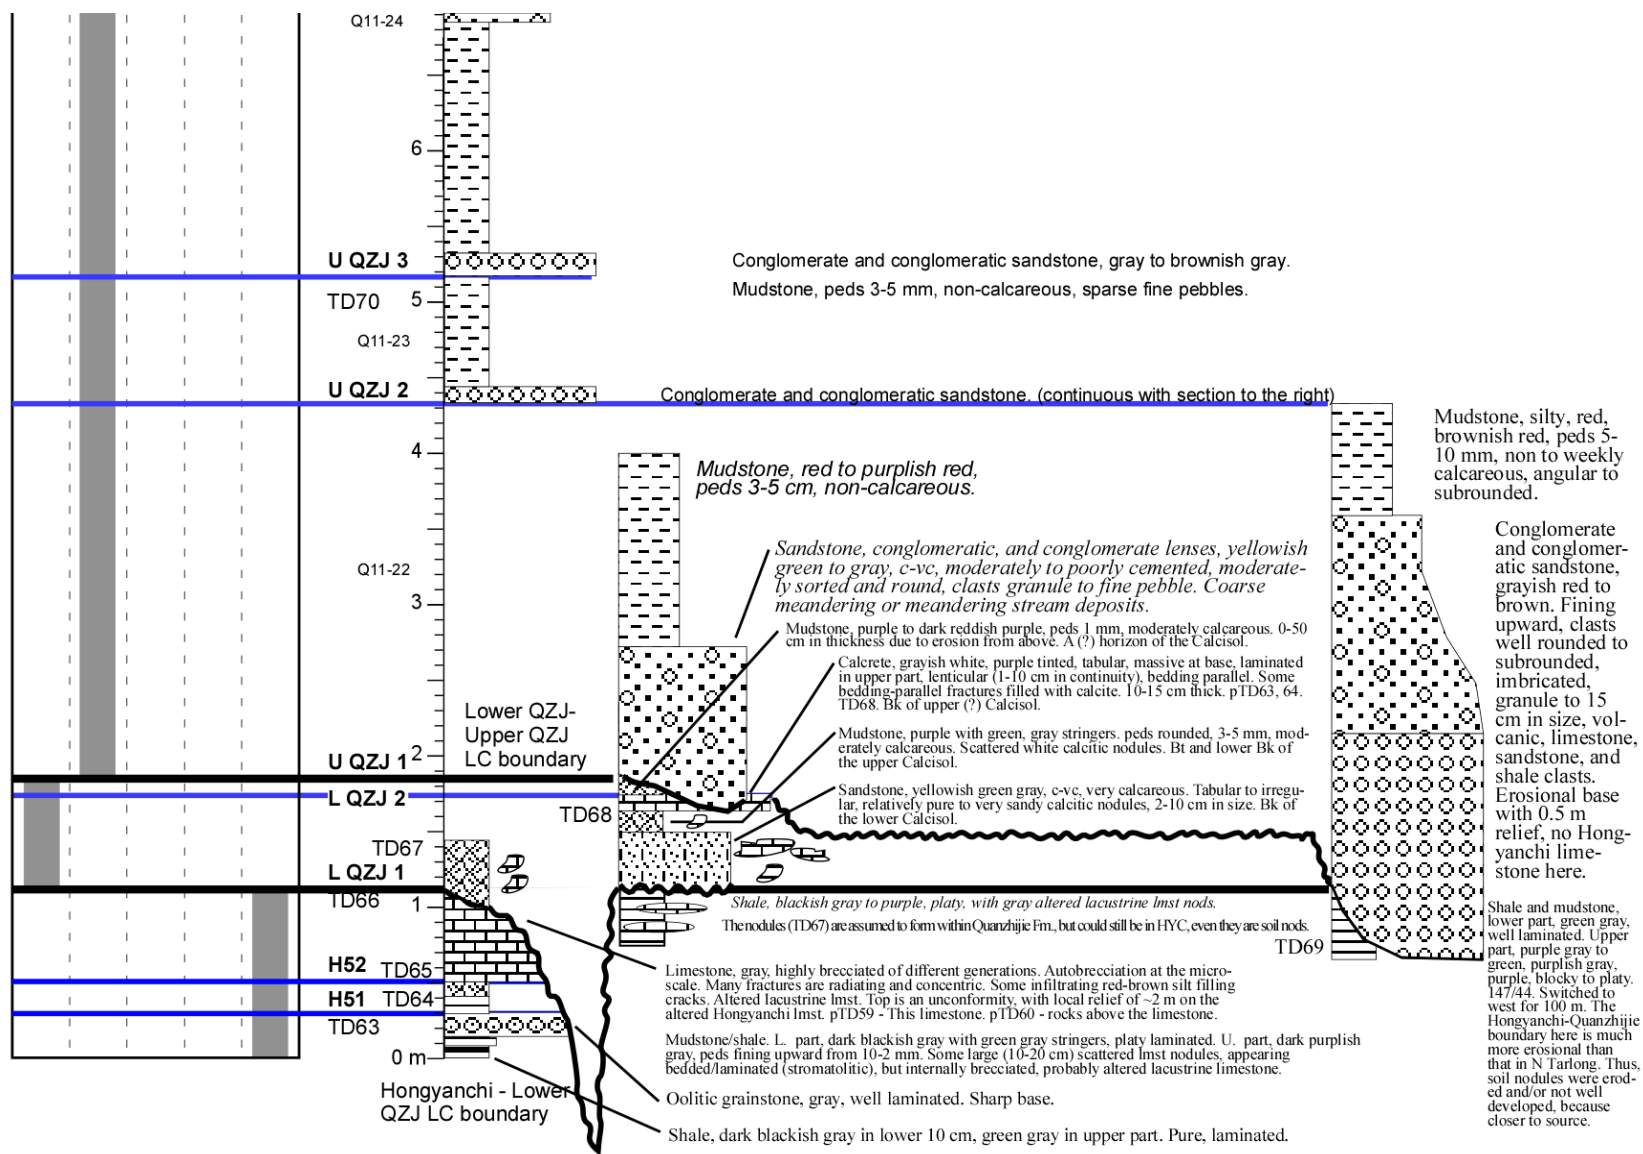 Q11-24
6
U QZJ 3
TD70
5
Q11-23
U QZJ 2
4
Q11-22
3
Lower QZJ-
Upper QZJ
LC boundary
U QZJ 1
2
L QZJ 2
TD68
TD67
L QZJ 1
TD66
1
H52
TD65
H51
TD64
TD63
0 m
Hongyanchi - Lower
QZJ LC boundary
Conglomerate and conglomeratic sandstone, gray to brownish gray.
Mudstone, peds 3-5 mm, non-calcareous, sparse fine pebbles.
Conglomerate and conglomeratic sandstone. (continuous with section to the right)
Mudstone, red to purplish red,
peds 3-5 cm, non-calcareous.
Sandstone, conglomeratic, and conglomerate lenses, yellowish
green to gray, c-vc, moderately to poorly cemented, moderate-
ly sorted and round, clasts granule to fine pebble. Coarse
meandering or meandering stream deposits.
Mudstone, purple to dark reddish purple, peds 1 mm, moderately calcareous. 0-50
cm in thickness due to erosion from above. A (?) horizon of the Calcisol.
Calcrete, grayish white, purple tinted, tabular, massive at base, laminated
in upper part, lenticular (1-10 cm in continuity), bedding parallel. Some
bedding-parallel fractures filled with calcite. 10-15 cm thick. pTD63, 64.
TD68. Bk of upper (?) Calcisol.
Mudstone, purple with green, gray stringers. peds rounded, 3-5 mm, mod-
erately calcareous. Scattered white calcitic nodules. Bt and lower Bk of
the upper Calcisol.
Sandstone, yellowish green gray, c-vc, very calcareous. Tabular to irregu-
lar, relatively pure to very sandy calcitic nodules, 2-10 cm in size. Bk of
the lower Calcisol.
Shale, blackish gray to purple, platy, with gray altered lacustrine lmst nods.
The nodules (TD67) are assumed to form within Quanzhijie Fm., but could still be in HYC, even they are soil nods.
TD69
Limestone, gray, highly brecciated of different generations. Autobrecciation at the micro-
scale. Many fractures are radiating and concentric. Some infiltrating red-brown silt filling
cracks. Altered lacustrine lmst. Top is an unconformity, with local relief of ~2 m on the
altered Hongyanchi lmst. pTD59 - This limestone. pTD60 - rocks above the limestone.
Mudstone/shale. L. part, dark blackish gray with green gray stringers, platy laminated. U. part, dark purplish
gray, peds fining upward from 10-2 mm. Some large (10-20 cm) scattered lmst nodules, appearing
bedded/laminated (stromatolitic), but internally brecciated, probably altered lacustrine limestone.
Oolitic grainstone, gray, well laminated. Sharp base.
Shale, dark blackish gray in lower 10 cm, green gray in upper part. Pure, laminated.
Mudstone, silty, red,
brownish red, peds 5-
10 mm, non to weekly
calcareous, angular to
subrounded.
Conglomerate
and conglomer-
atic sandstone,
grayish red to
brown. Fining
upward, clasts
well rounded to
subrounded,
imbricated,
granule to 15
cm in size, vol-
canic, limestone,
sandstone, and
shale clasts.
Erosional base
with 0.5 m
relief, no Hong-
yanchi lime-
stone here.
Shale and mudstone,
lower part, green gray,
well laminated. Upper
part, purple gray to
green, purplish gray,
purple, blocky to platy.
147/44. Switched to
west for 100 m. The
Hongyanchi-Quanzhijie
boundary here is much
more erosional than
that in N Tarlong. Thus,
soil nodules were erod-
ed and/or not well
developed, because
closer to source.